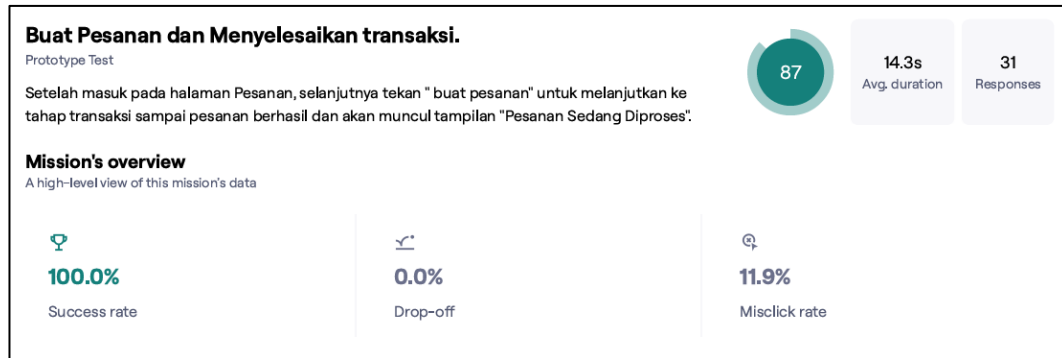 Buat Pesanan dan Menyelesaikan transaksi.
Prototype Test
Setelah masuk pada halaman Pesanan, selanjutnya tekan " buat pesanan" untuk melanjutkan ke
tahap transaksi sampai pesanan berhasil dan akan muncul tampilan "Pesanan Sedang Diproses".
87
14.3s
Avg. duration
31
Responses
Mission's overview
A high-level view of this mission's data
100.0%
Success rate
0.0%
Drop-off
11.9%
Misclick rate